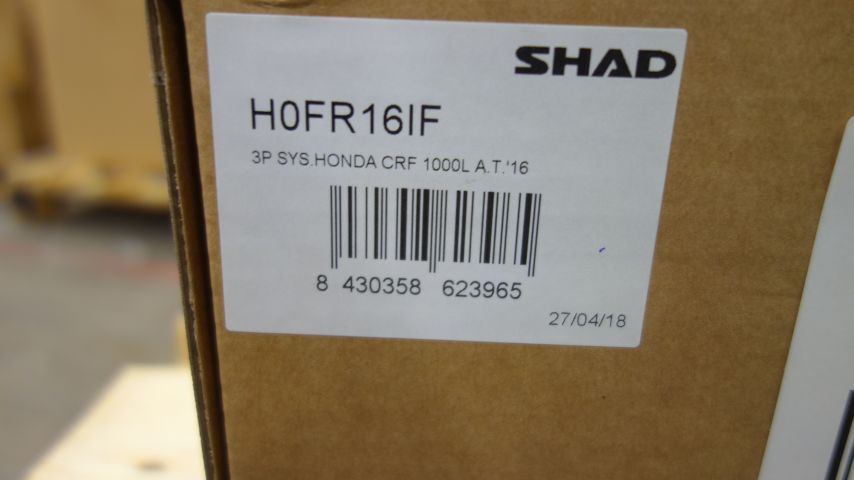 SHAD
H0FR16IF
3P SYS.HONDA CRF 1000L A.T.'16
8 430358 623965
27/04/18